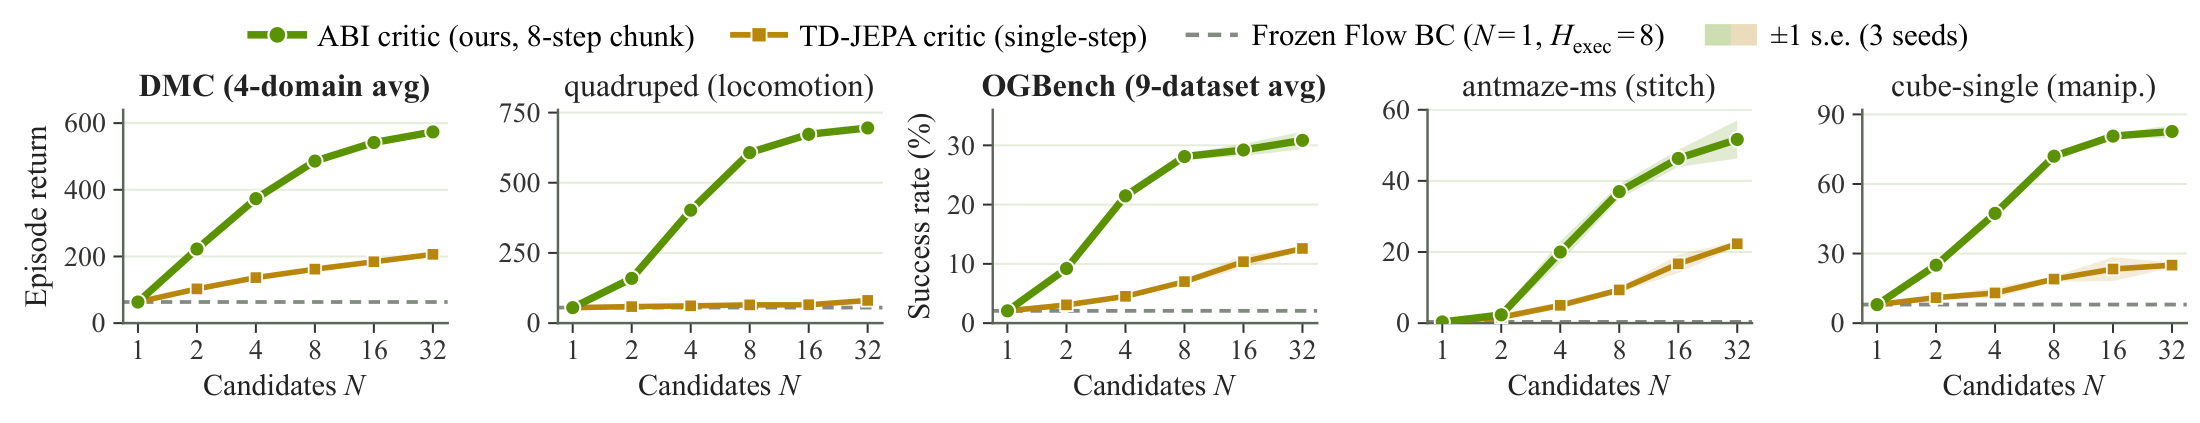 ABI critic (ours, 8-step chunk) TD-JEPA critic (single-step) Frozen Flow BC (N=1, H_exec=8) ±1 s.e. (3 seeds)
DMC (4-domain avg)
Episode return
600
400
200
0
1 2 4 8 16 32
Candidates N
quadruped (locomotion)
750
500
250
0
1 2 4 8 16 32
Candidates N
OGBench (9-dataset avg)
Success rate (%)
30
20
10
0
1 2 4 8 16 32
Candidates N
antmaze-ms (stitch)
60
40
20
0
1 2 4 8 16 32
Candidates N
cube-single (manip.)
90
60
30
0
1 2 4 8 16 32
Candidates N